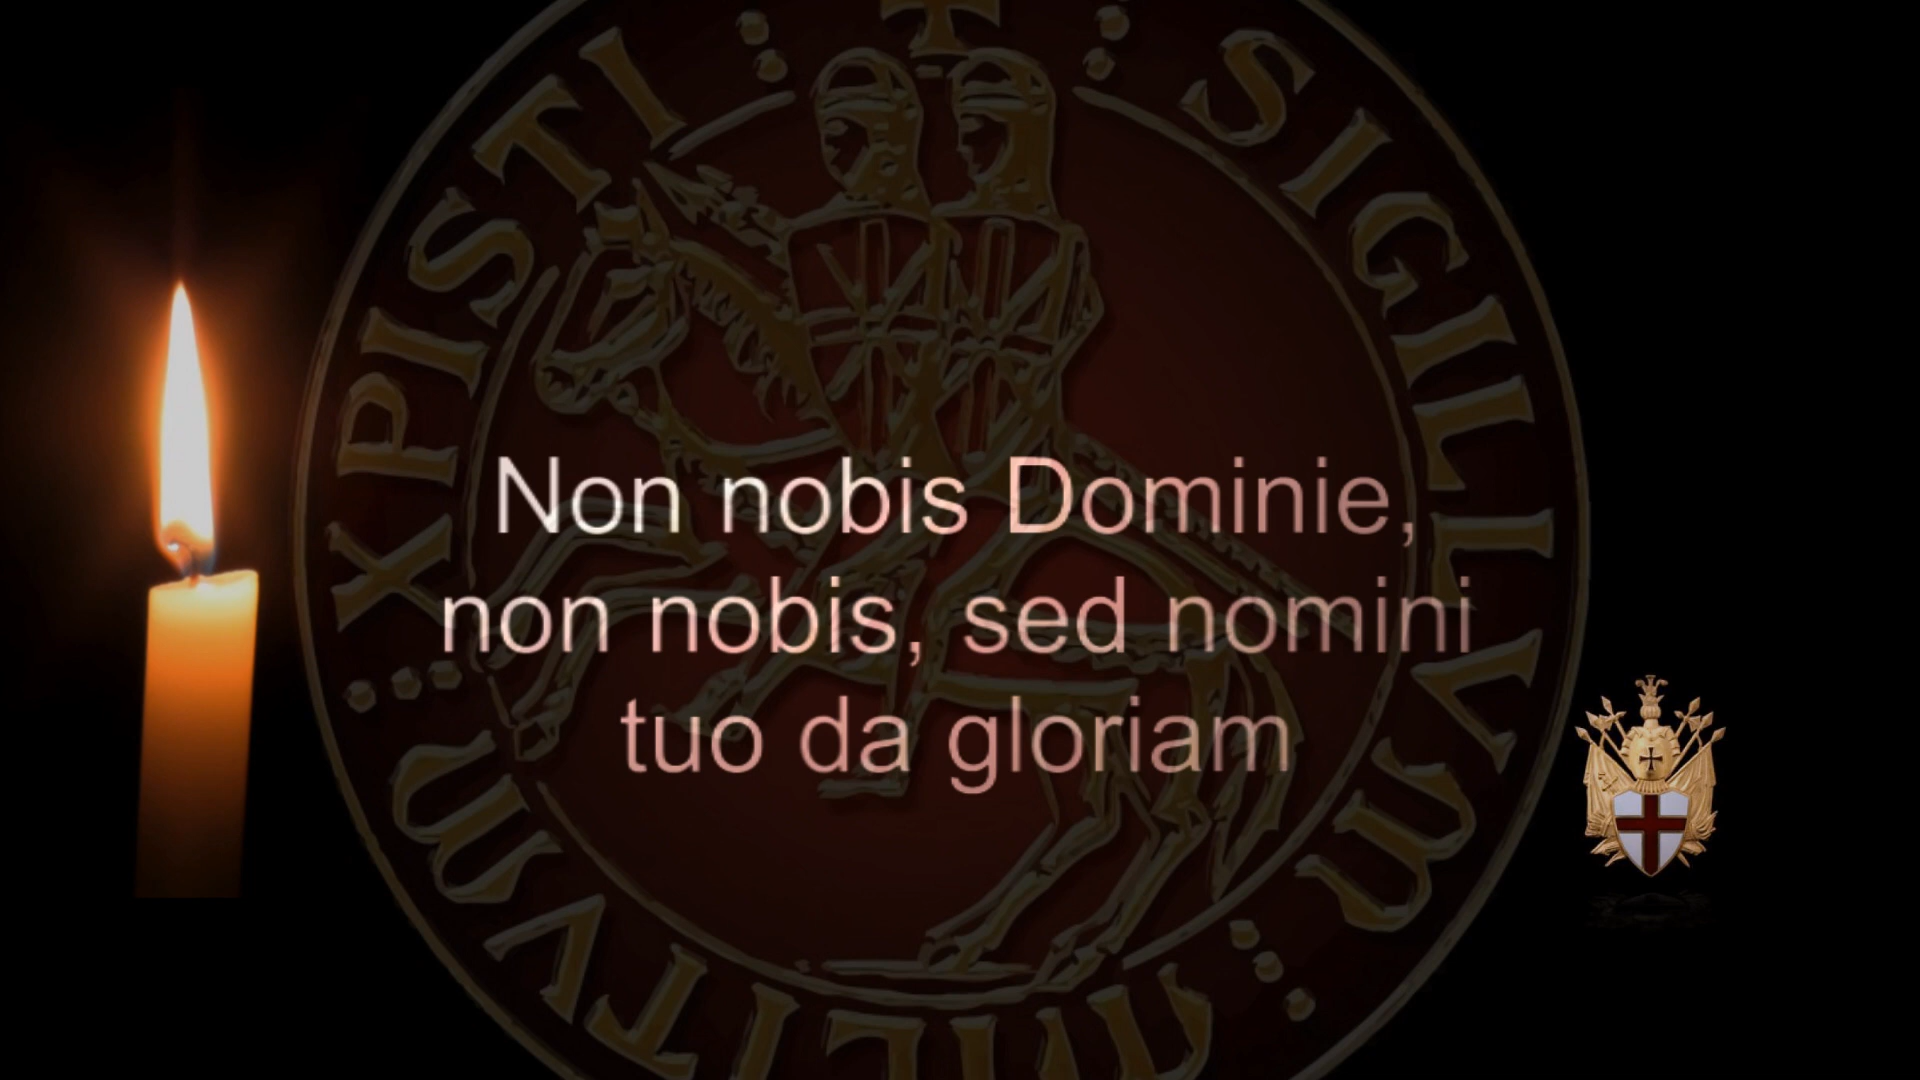 Non nobis Dominie,
non nobis, sed nomini
tuo da gloriam
SIGILLVM
MILITVM
XPISTI